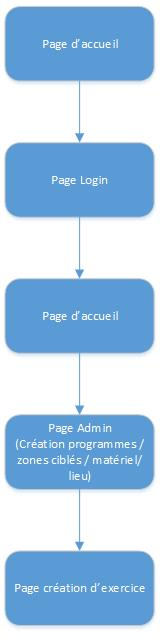 Page d'accueil
Page Login
Page d'accueil
Page Admin
(Création programmes /
zones ciblés / matériel/
lieu)
Page création d'exercice